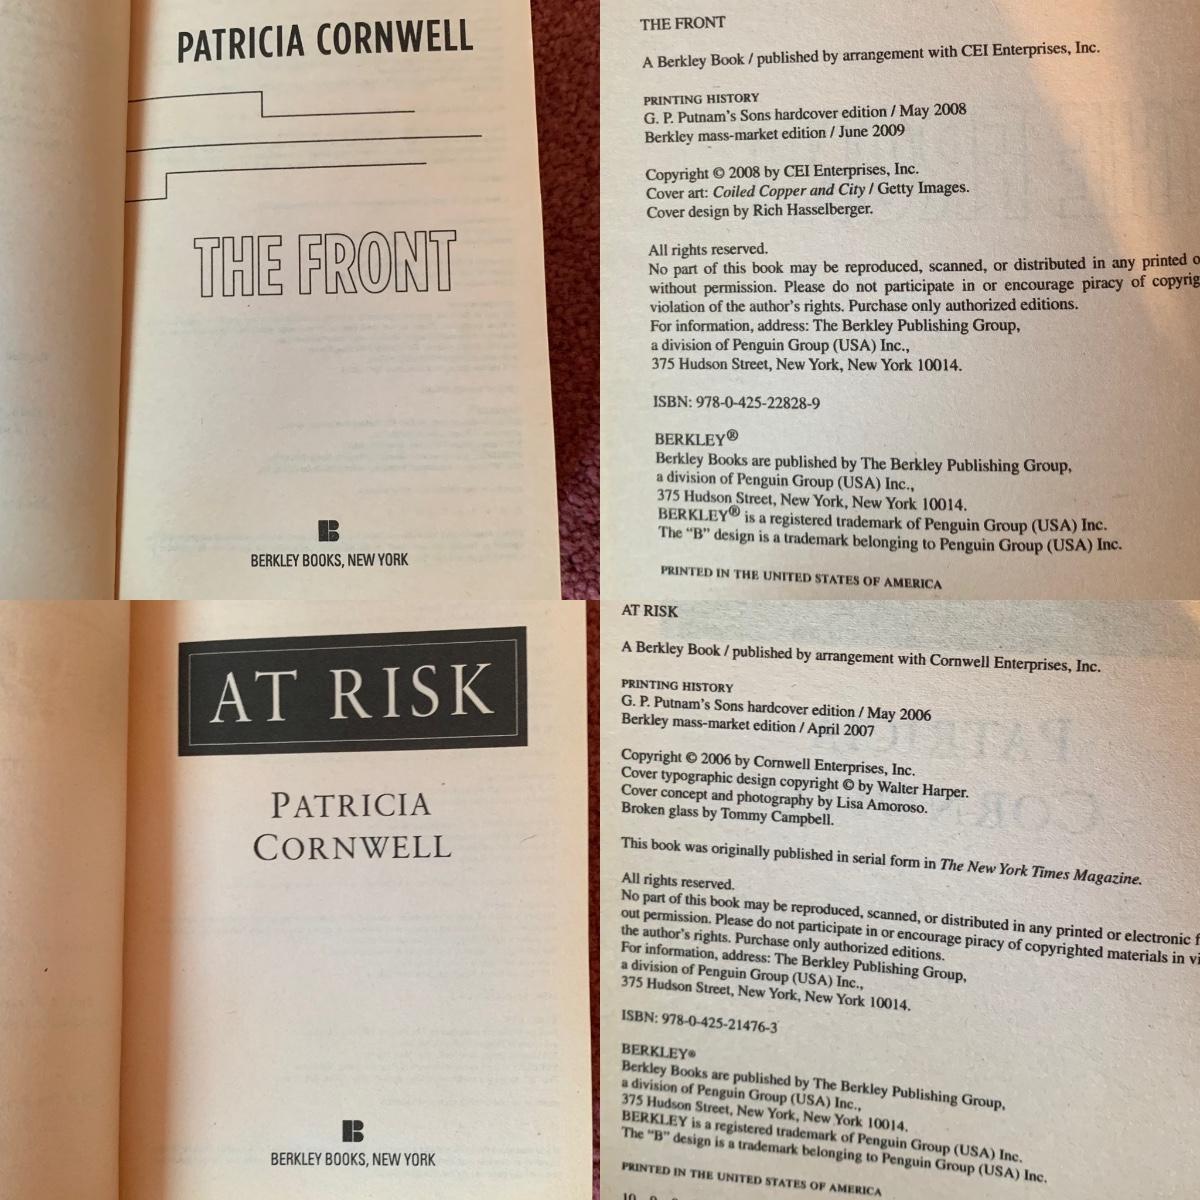 PATRICIA CORNWELL
THE FRONT
B
BERKLEY BOOKS, NEW YORK
THE FRONT
A Berkley Book / published by arrangement with CEI Enterprises, Inc.
PRINTING HISTORY
G. P. Putnam's Sons hardcover edition / May 2008
Berkley mass-market edition / June 2009
Copyright © 2008 by CEI Enterprises, Inc.
Cover art: Coiled Copper and City / Getty Images.
Cover design by Rich Hasselberger.
All rights reserved.
No part of this book may be reproduced, scanned, or distributed in any printed o
without permission. Please do not participate in or encourage piracy of copyrig
violation of the author's rights. Purchase only authorized editions.
For information, address: The Berkley Publishing Group,
a division of Penguin Group (USA) Inc.,
375 Hudson Street, New York, New York 10014.
ISBN: 978-0-425-22828-9
BERKLEY®
Berkley Books are published by The Berkley Publishing Group,
a division of Penguin Group (USA) Inc.,
375 Hudson Street, New York, New York 10014.
BERKLEY® is a registered trademark of Penguin Group (USA) Inc.
The “B” design is a trademark belonging to Penguin Group (USA) Inc.
PRINTED IN THE UNITED STATES OF AMERICA
AT RISK
PATRICIA
CORNWELL
B
BERKLEY BOOKS, NEW YORK
AT RISK
A Berkley Book / published by arrangement with Cornwell Enterprises, Inc.
PRINTING HISTORY
G. P. Putnam's Sons hardcover edition / May 2006
Berkley mass-market edition / April 2007
Copyright © 2006 by Cornwell Enterprises, Inc.
Cover typographic design copyright © by Walter Harper.
Cover concept and photography by Lisa Amoroso.
Broken glass by Tommy Campbell.
This book was originally published in serial form in The New York Times Magazine.
All rights reserved.
No part of this book may be reproduced, scanned, or distributed in any printed or electronic f
out permission. Please do not participate in or encourage piracy of copyrighted materials in vi
the author's rights. Purchase only authorized editions.
For information, address: The Berkley Publishing Group,
a division of Penguin Group (USA) Inc.,
375 Hudson Street, New York, New York 10014.
ISBN: 978-0-425-21476-3
BERKLEY®
Berkley Books are published by The Berkley Publishing Group,
a division of Penguin Group (USA) Inc.,
375 Hudson Street, New York, New York 10014.
BERKLEY is a registered trademark of Penguin Group (USA) Inc.
The “B” design is a trademark belonging to Penguin Group (USA) Inc.
PRINTED IN THE UNITED STATES OF AMERICA